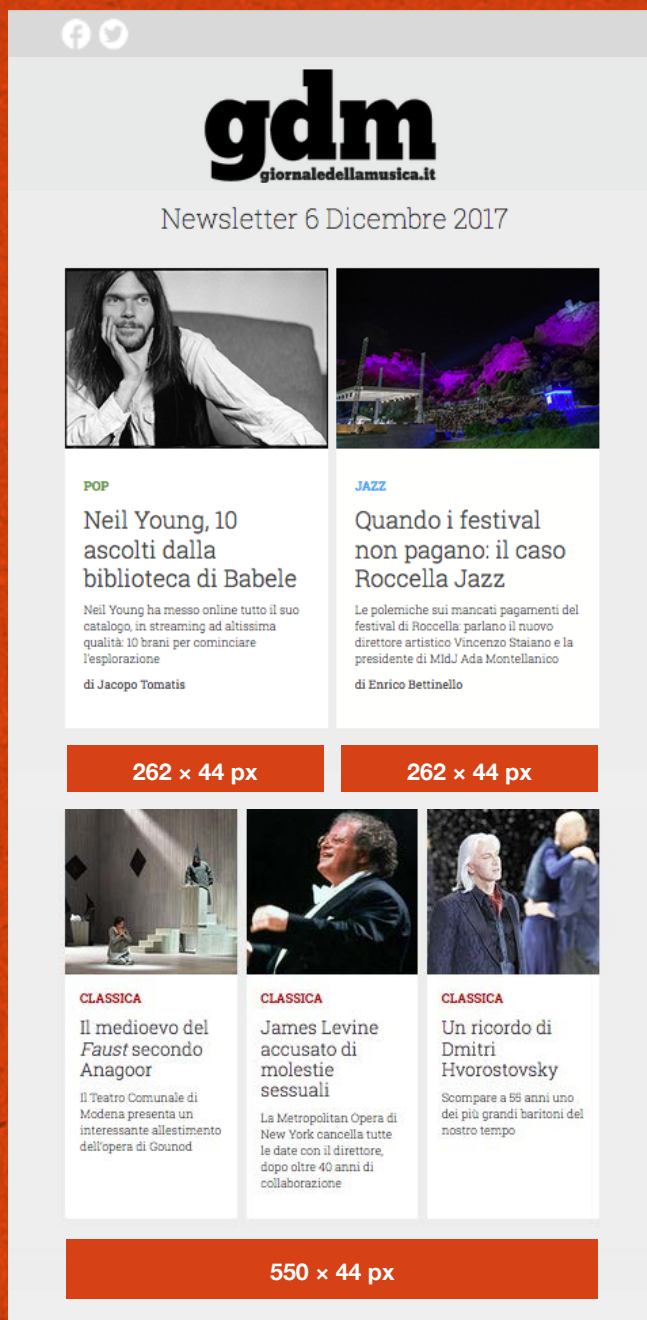 gdm
giornaledellamusica.it
Newsletter 6 Dicembre 2017
POP
Neil Young, 10
ascolti dalla
biblioteca di Babele
Neil Young ha messo online tutto il suo
catalogo, in streaming ad altissima
qualità: 10 brani per cominciare
l'esplorazione
di Jacopo Tomatis
JAZZ
Quando i festival
non pagano: il caso
Roccella Jazz
Le polemiche sui mancati pagamenti del
festival di Roccella: parlano il nuovo
direttore artistico Vincenzo Staiano e la
presidente di MIdJ Ada Montellanico
di Enrico Bettinello
262 × 44 px
262 × 44 px
CLASSICA
Il medioevo del
Faust secondo
Anagoor
Il Teatro Comunale di
Modena presenta un
interessante allestimento
dell'opera di Gounod
CLASSICA
James Levine
accusato di
molestie
sessuali
La Metropolitan Opera di
New York cancella tutte
le date con il direttore,
dopo oltre 40 anni di
collaborazione
CLASSICA
Un ricordo di
Dmitri
Hvorostovsky
Scompare a 55 anni uno
dei più grandi baritoni del
nostro tempo
550 × 44 px